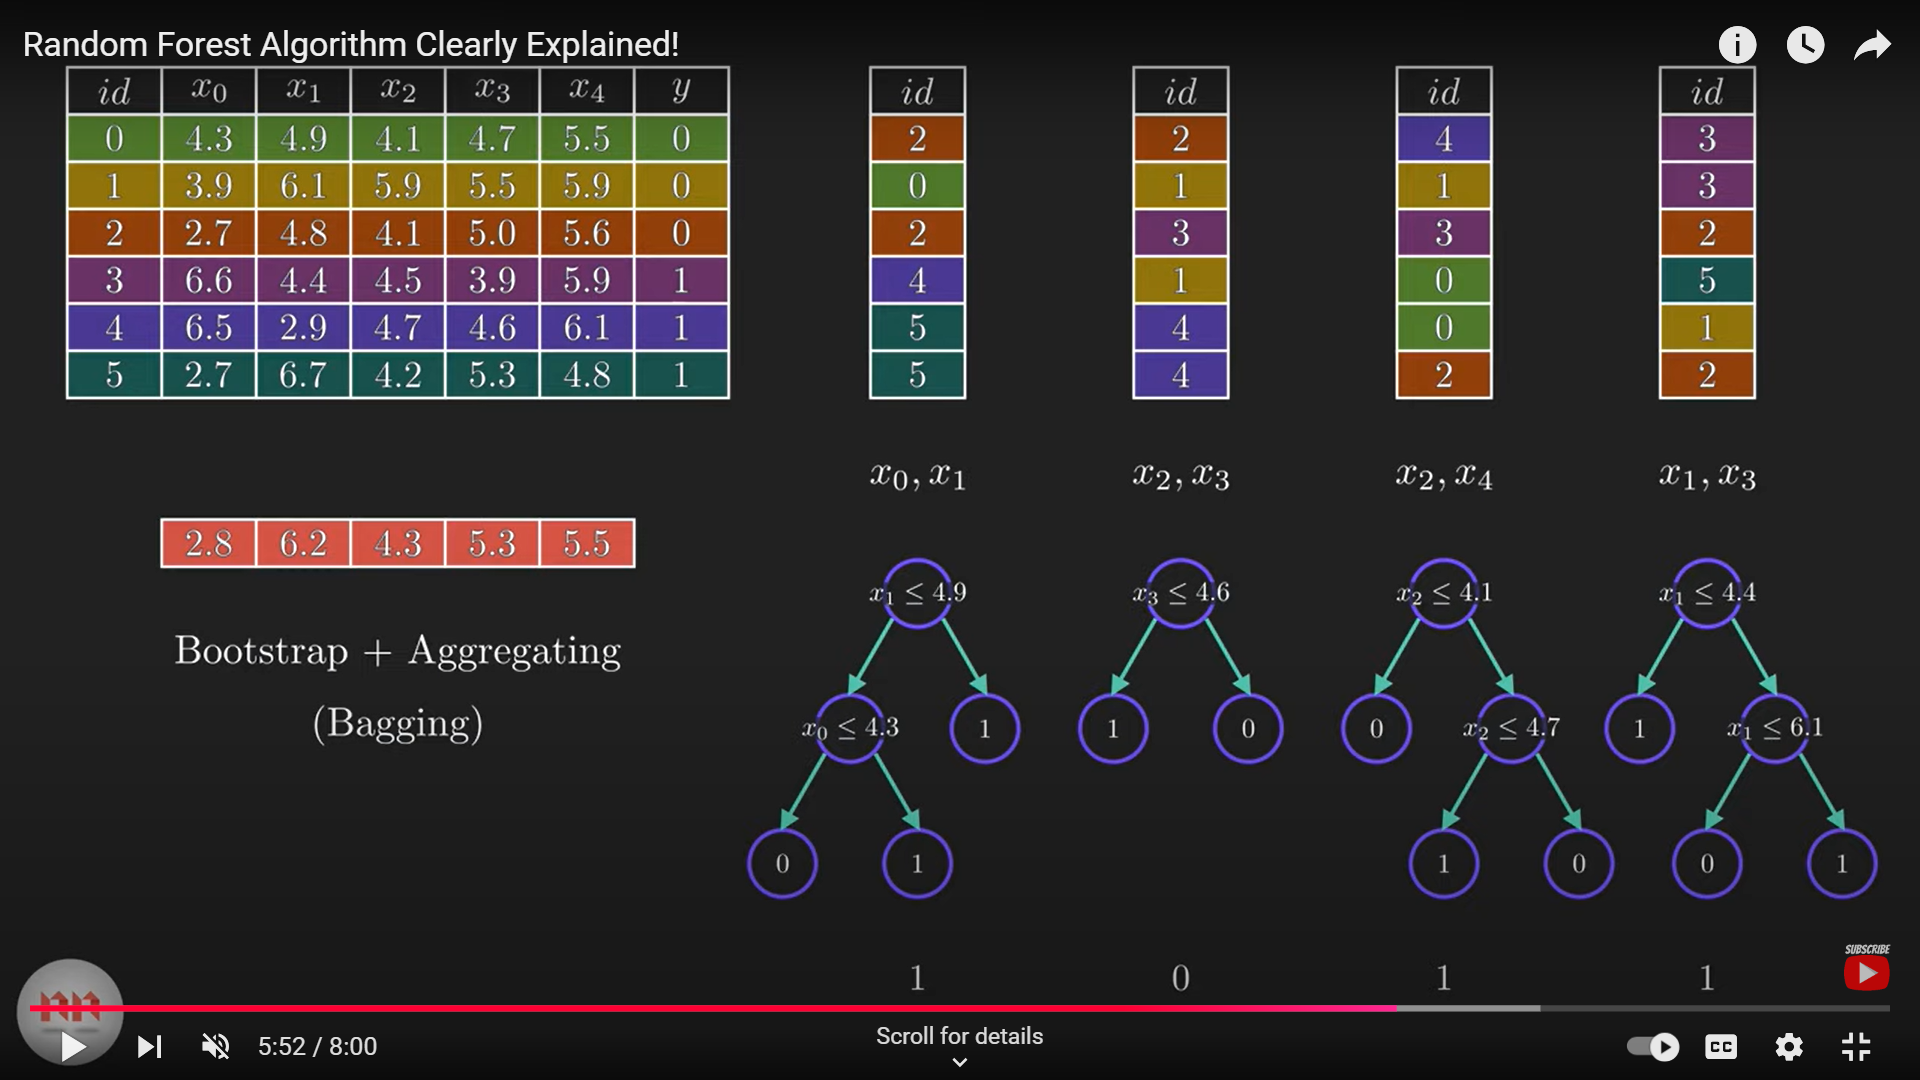 Random Forest Algorithm Clearly Explained!
id x₀ x₁ x₂ x₃ x₄ y
0 4.3 4.9 4.1 4.7 5.5 0
1 3.9 6.1 5.9 5.5 5.9 0
2 2.7 4.8 4.1 5.0 5.6 0
3 6.6 4.4 4.5 3.9 5.9 1
4 6.5 2.9 4.7 4.6 6.1 1
5 2.7 6.7 4.2 5.3 4.8 1
id id id id
2 2 4 3
0 1 1 3
2 3 3 2
4 1 0 5
5 4 0 1
5 4 2 2
x₀, x₁ x₂, x₃ x₂, x₄ x₁, x₃
2.8 6.2 4.3 5.3 5.5
Bootstrap + Aggregating
(Bagging)
x₁ ≤ 4.9 x₃ ≤ 4.6 x₂ ≤ 4.1 x₁ ≤ 4.4
x₀ ≤ 4.3 1 1 0 0 x₂ ≤ 4.7 1 x₁ ≤ 6.1
0 1 1 0 0 1
1 0 1 1
SUBSCRIBE
NN
5:52 / 8:00
Scroll for details
CC